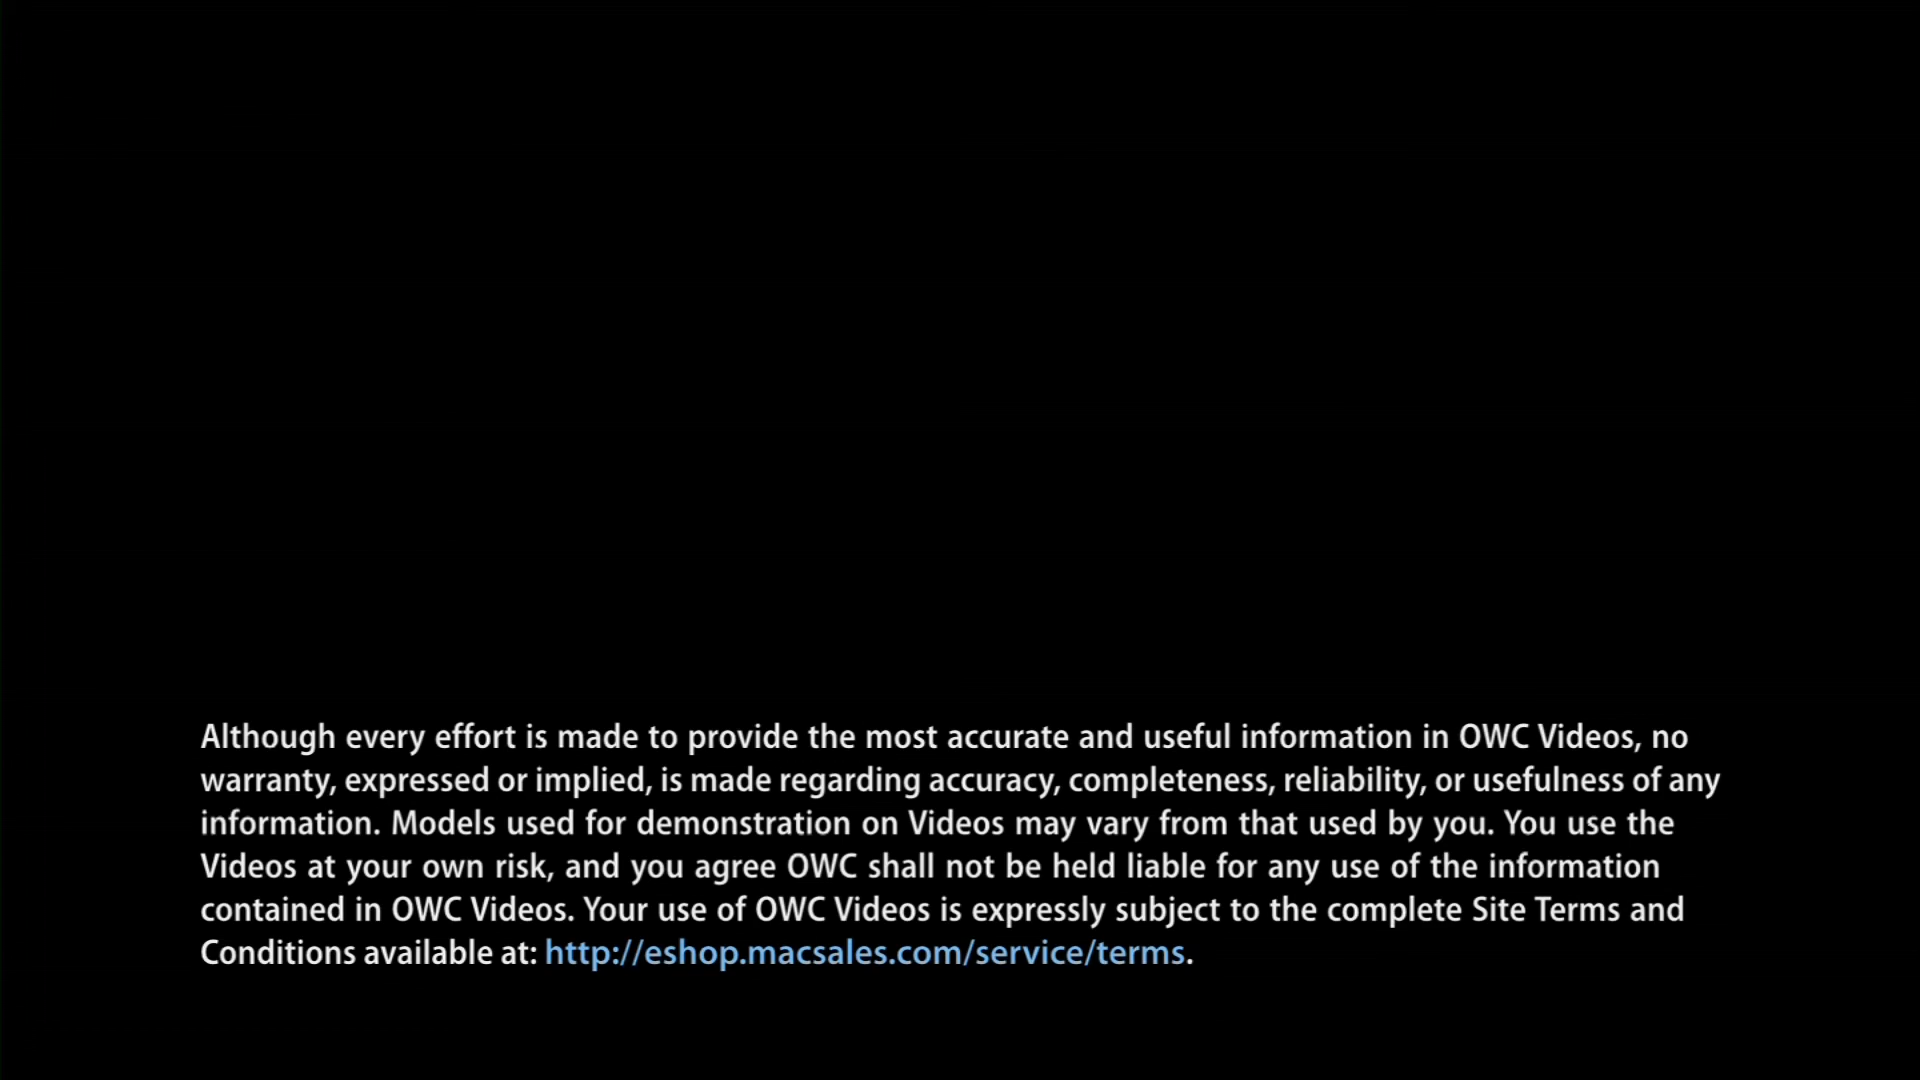 Although every effort is made to provide the most accurate and useful information in OWC Videos, no
warranty, expressed or implied, is made regarding accuracy, completeness, reliability, or usefulness of any
information. Models used for demonstration on Videos may vary from that used by you. You use the
Videos at your own risk, and you agree OWC shall not be held liable for any use of the information
contained in OWC Videos. Your use of OWC Videos is expressly subject to the complete Site Terms and
Conditions available at: http://eshop.macsales.com/service/terms.